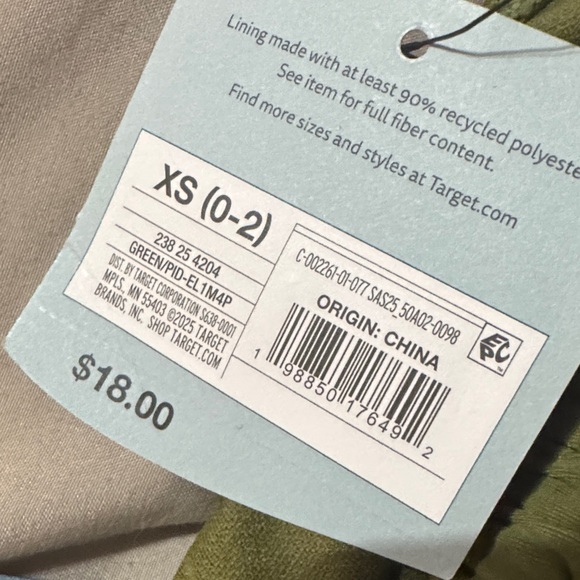 Lining made with at least 90% recycled polyeste
See item for full fiber content.
Find more sizes and styles at Target.com
XS (0-2)
238 25 4204
GREEN/PID-EL1M4P
DIST. BY TARGET CORPORATION S638-0001
MPLS., MN 55403 ©2025 TARGET
BRANDS, INC. SHOP TARGET.COM
C-002261-01-077 SAS25 50A02-0098
ORIGIN: CHINA
EPC
1 98850 17649 2
$18.00